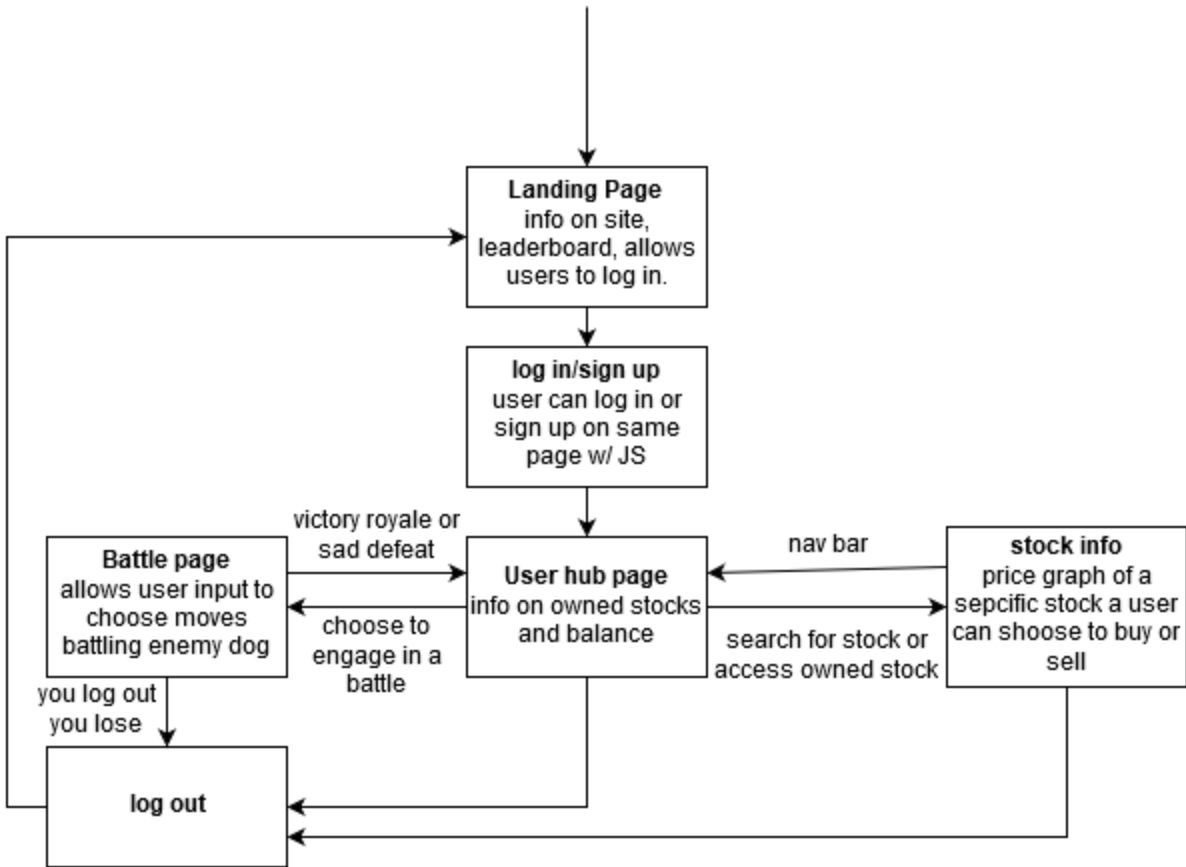 Landing Page
info on site,
leaderboard, allows
users to log in.
log in/sign up
user can log in or
sign up on same
page w/ JS
victory royale or
sad defeat
Battle page
allows user input to
choose moves
battling enemy dog
User hub page
info on owned stocks
and balance
nav bar
stock info
price graph of a
sepcific stock a user
can shoose to buy or
sell
choose to
engage in a
battle
search for stock or
access owned stock
you log out
you lose
log out